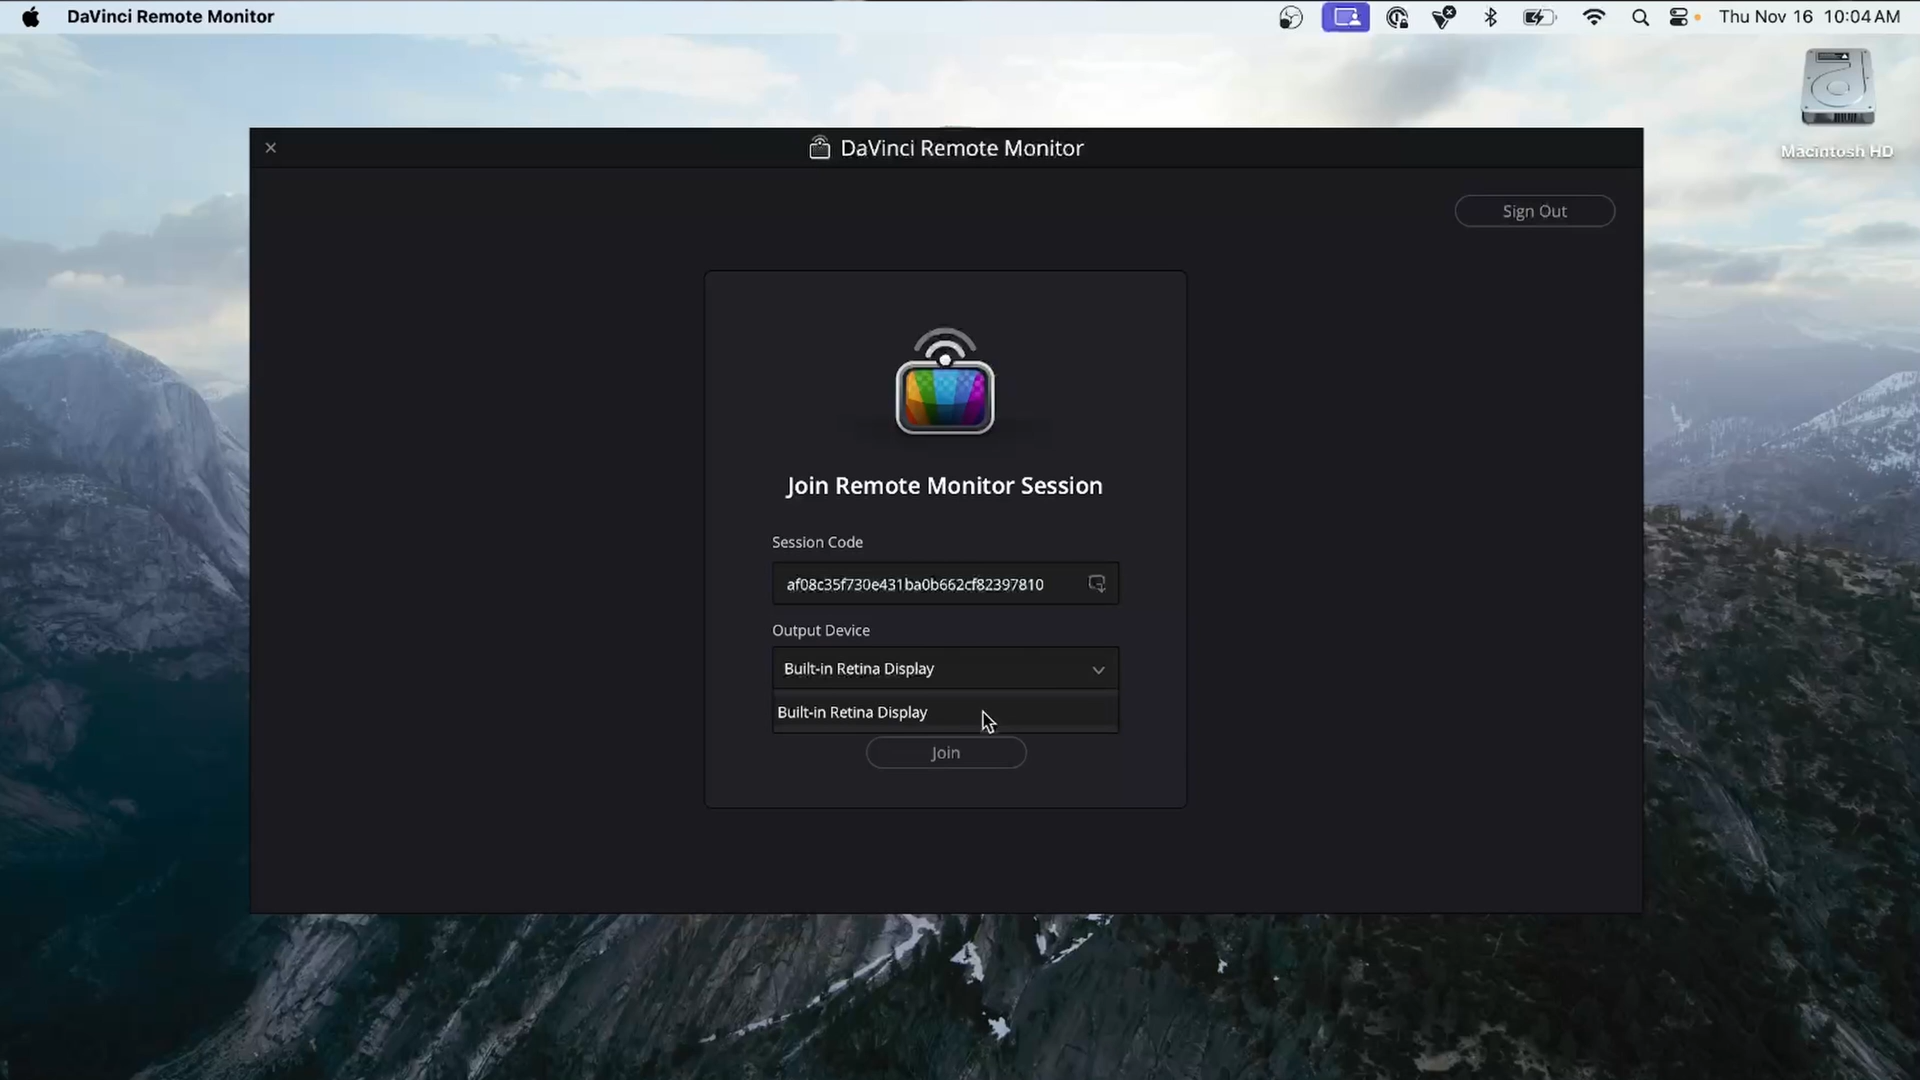 DaVinci Remote Monitor
Thu Nov 16 10:04 AM
Macintosh HD
DaVinci Remote Monitor
Sign Out
Join Remote Monitor Session
Session Code
af08c35f730e431ba0b662cf82397810
Output Device
Built-in Retina Display
Built-in Retina Display
Join